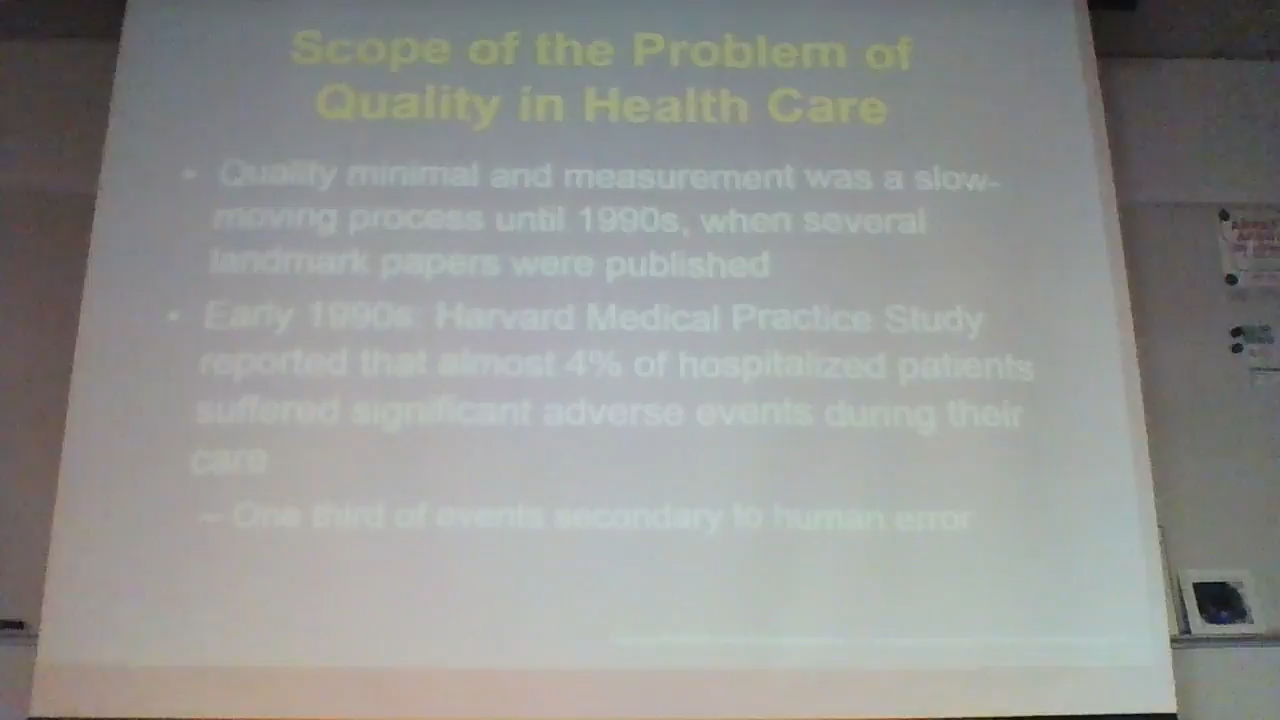 Scope of the Problem of
Quality in Health Care
• Quality minimal and measurement was a slow-
moving process until 1990s, when several
landmark papers were published
• Early 1990s: Harvard Medical Practice Study
reported that almost 4% of hospitalized patients
suffered significant adverse events during their
care
– One third of events secondary to human error